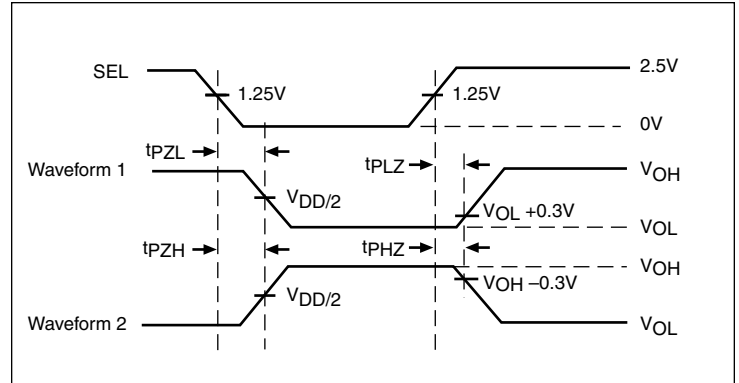 SEL
2.5V
1.25V
1.25V
0V
tPZL
tPLZ
Waveform 1
VOH
VDD/2
VOL +0.3V
VOL
tPZH
tPHZ
VOH
VDD/2
VOH –0.3V
Waveform 2
VOL